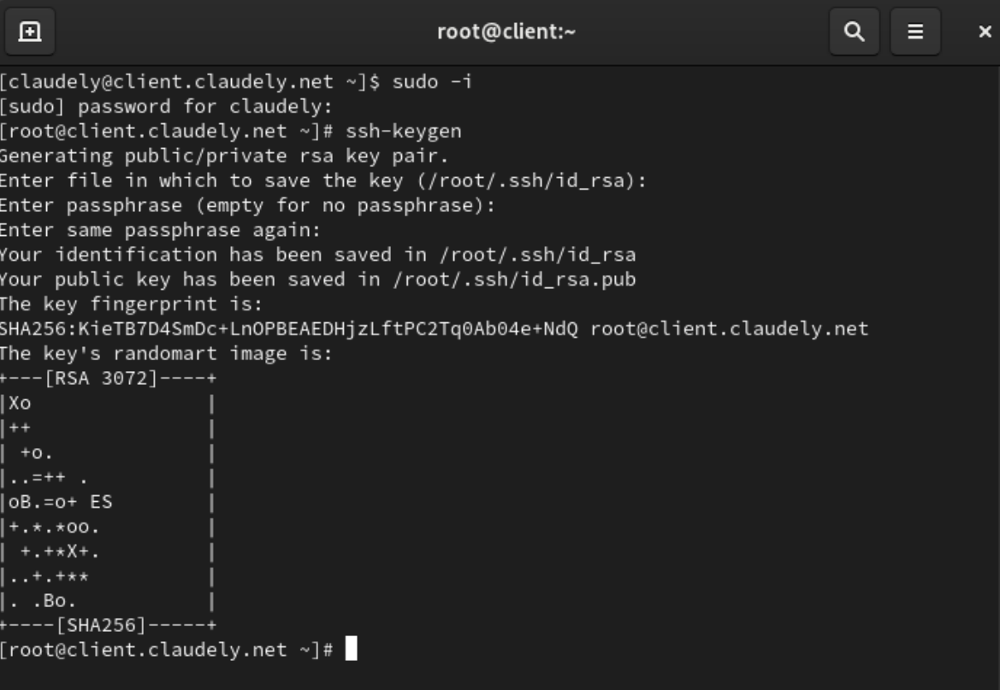 root@client:~
[claudely@client.claudely.net ~]$ sudo -i
[sudo] password for claudely:
[root@client.claudely.net ~]# ssh-keygen
Generating public/private rsa key pair.
Enter file in which to save the key (/root/.ssh/id_rsa):
Enter passphrase (empty for no passphrase):
Enter same passphrase again:
Your identification has been saved in /root/.ssh/id_rsa
Your public key has been saved in /root/.ssh/id_rsa.pub
The key fingerprint is:
SHA256:KieTB7D4SmDc+LnOPBEAEDHjzLftPC2Tq0Ab04e+NdQ root@client.claudely.net
The key's randomart image is:
+---[RSA 3072]----+
|Xo               |
|++               |
| +o.             |
|..=++ .          |
|oB.=o+ ES        |
|+.*.*oo.         |
| +.+*X+.         |
|..+.+**          |
|. .Bo.           |
+----[SHA256]-----+
[root@client.claudely.net ~]#